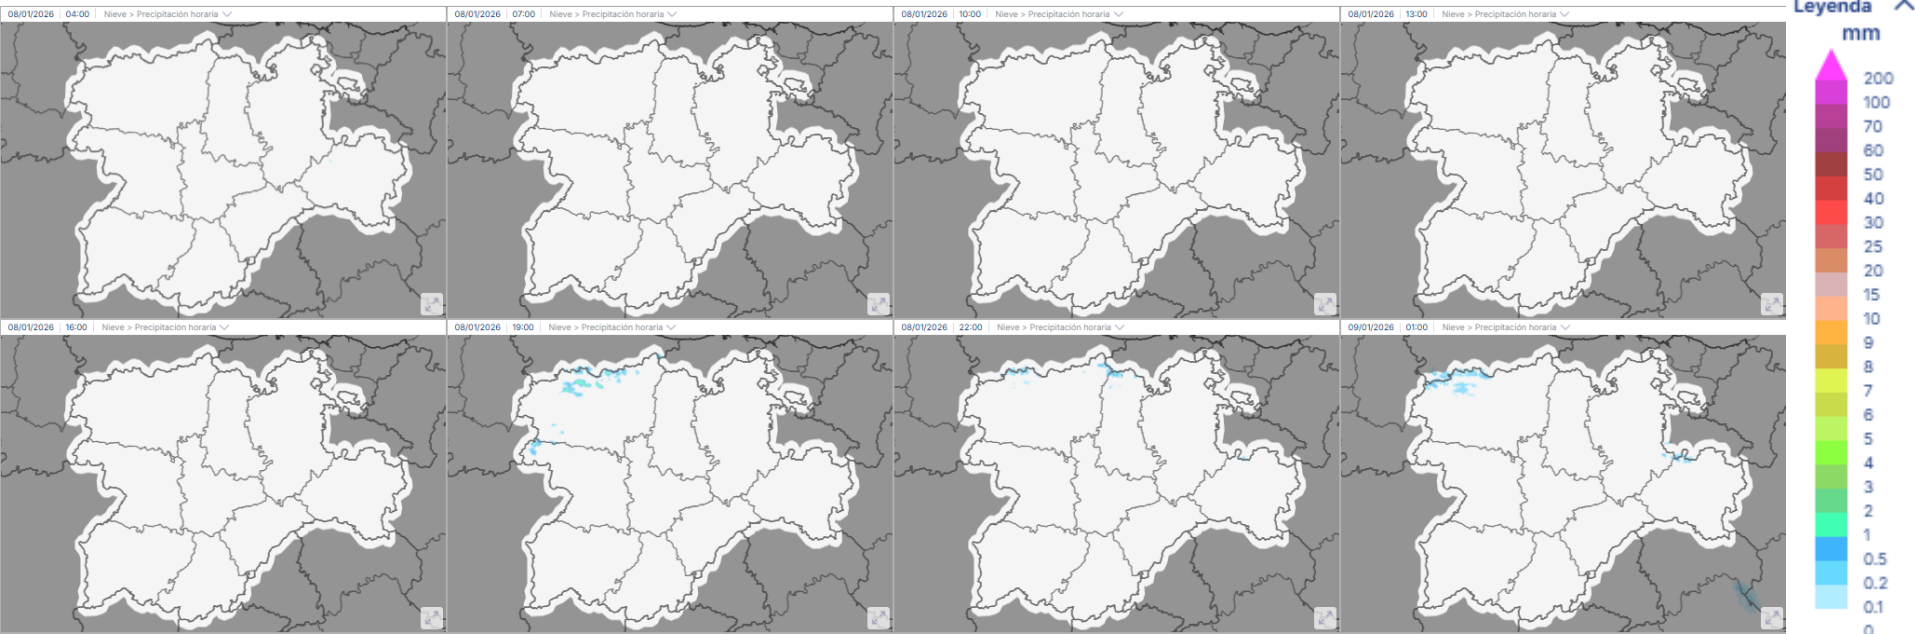 08/01/2026 04:00 Nieve > Precipitación horaria
08/01/2026 07:00 Nieve > Precipitación horaria
08/01/2026 10:00 Nieve > Precipitación horaria
08/01/2026 13:00 Nieve > Precipitación horaria
Leyenda
mm
200
100
70
60
50
40
30
25
20
15
10
9
8
7
6
5
4
3
2
1
0.5
0.2
0.1
0
08/01/2026 16:00 Nieve > Precipitación horaria
08/01/2026 19:00 Nieve > Precipitación horaria
08/01/2026 22:00 Nieve > Precipitación horaria
09/01/2026 01:00 Nieve > Precipitación horaria